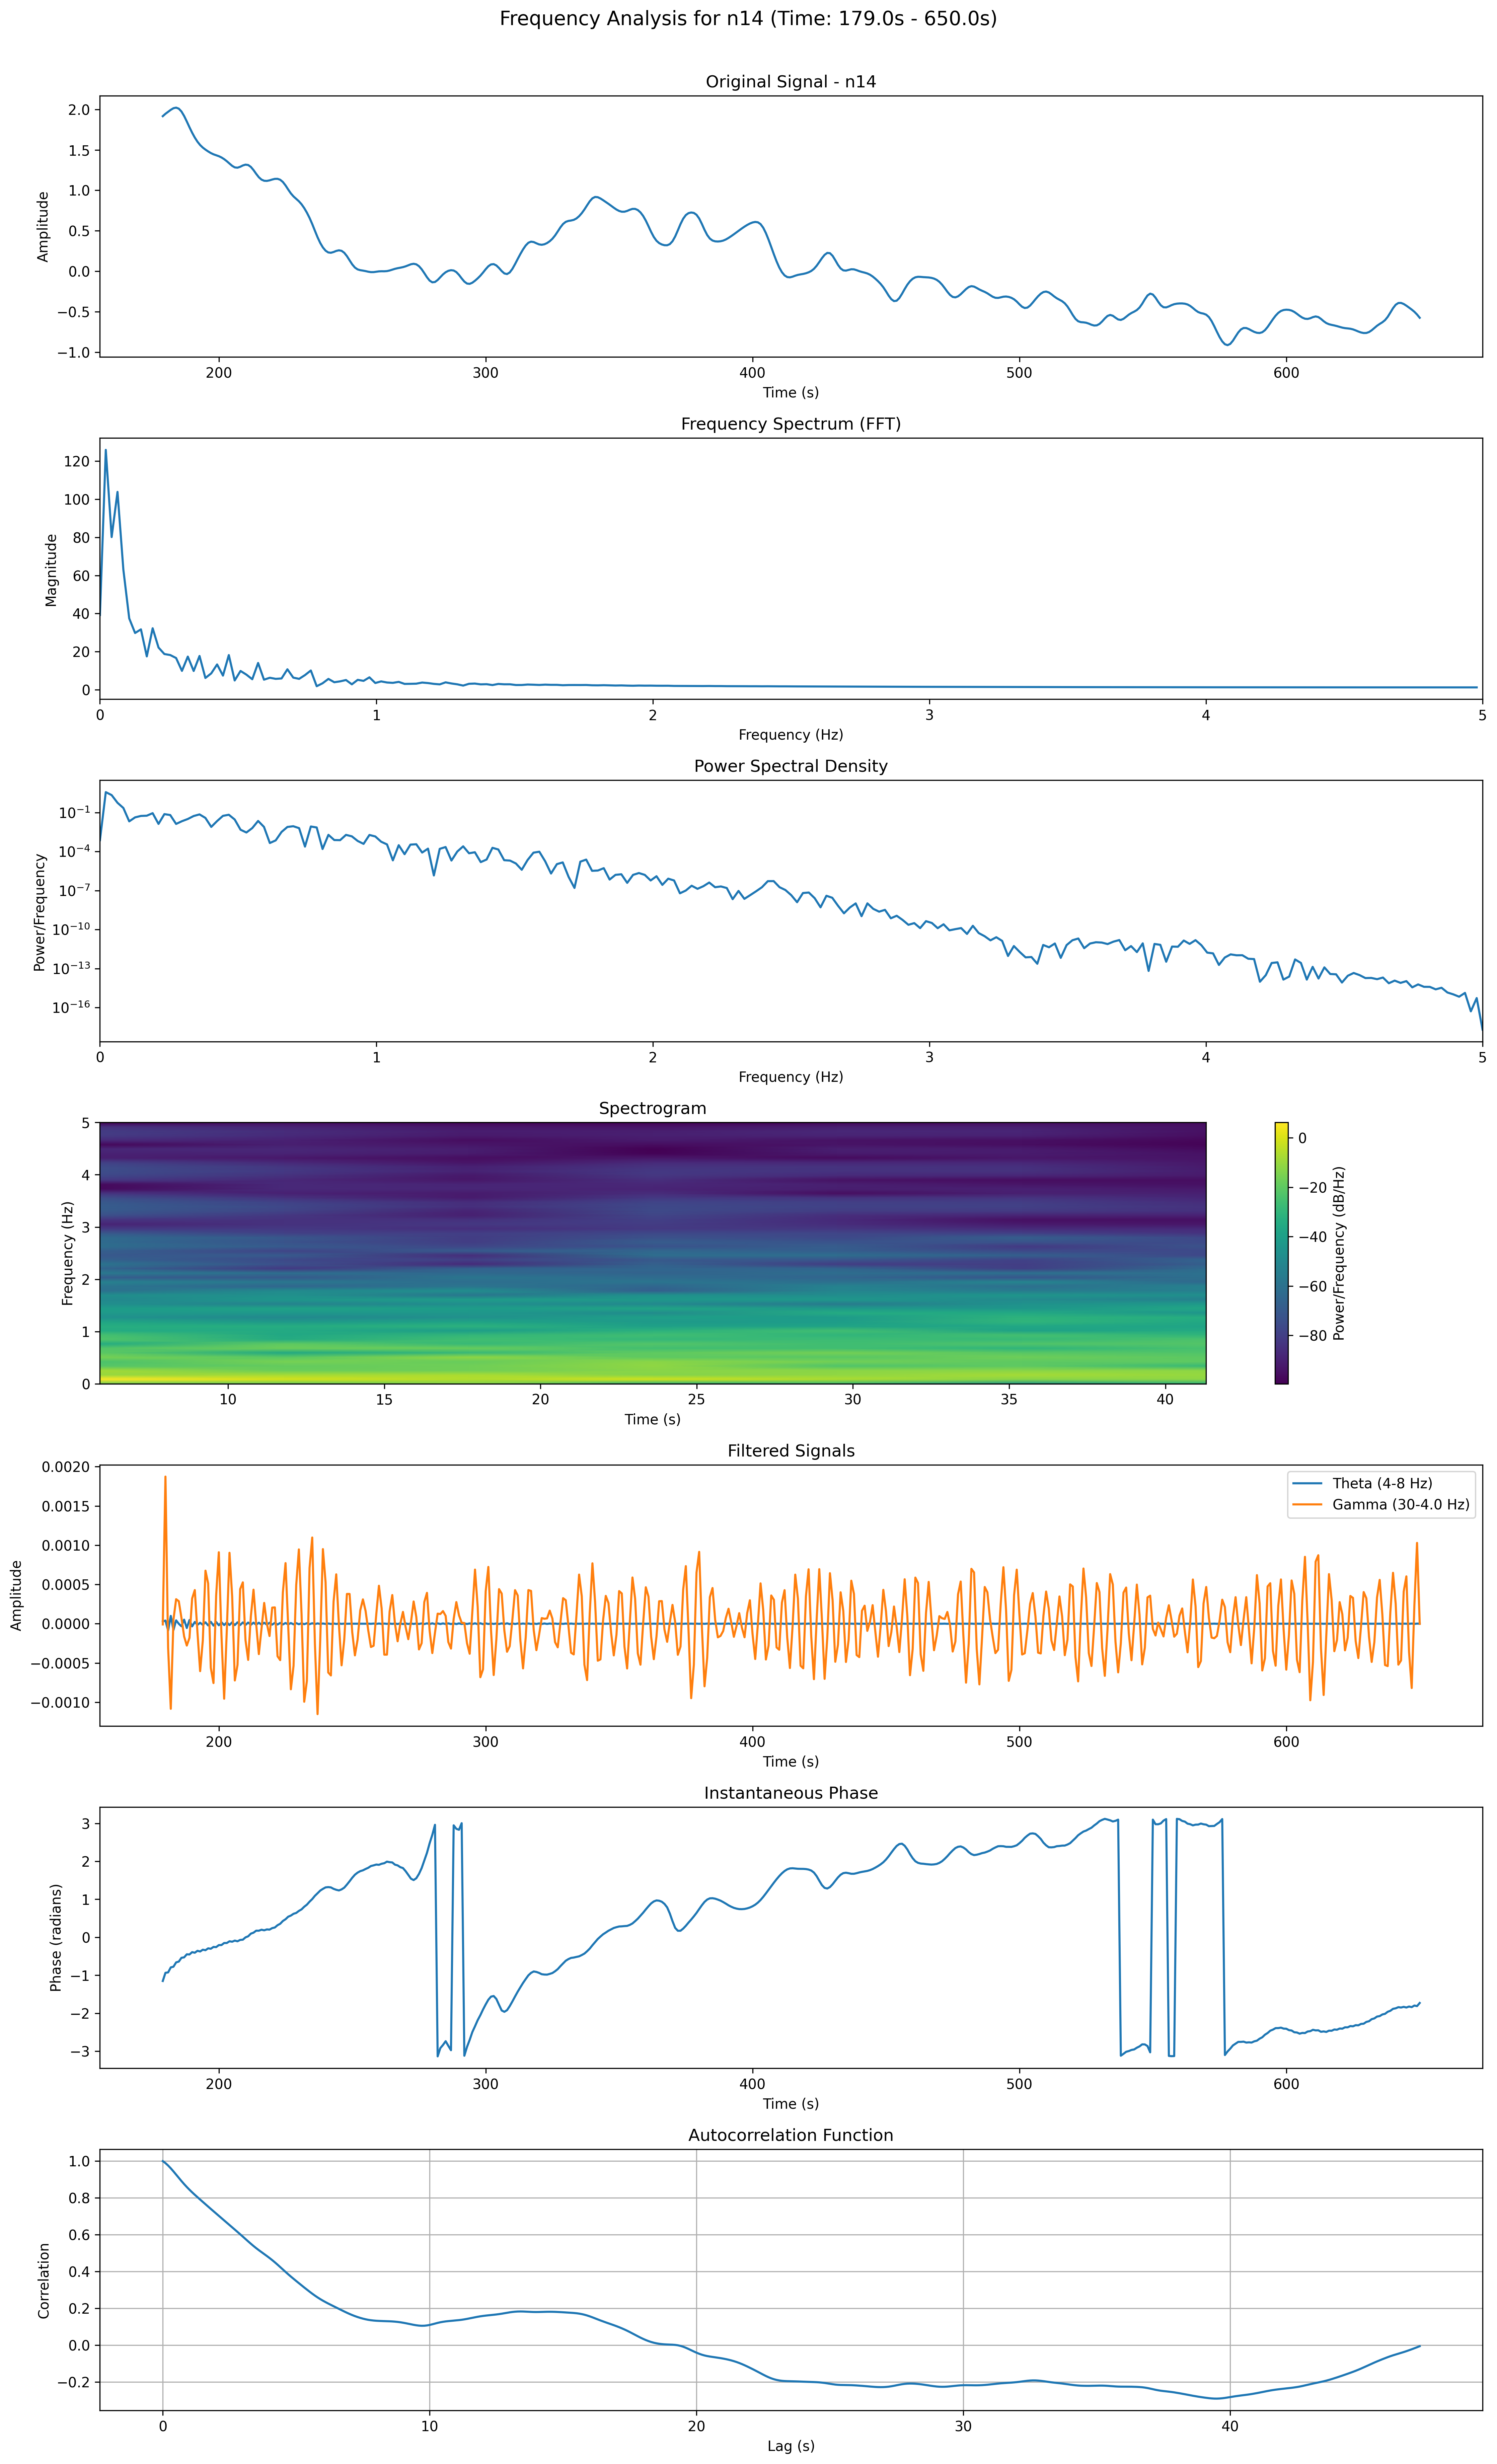 Frequency Analysis for n14 (Time: 179.0s - 650.0s)
Original Signal - n14
Amplitude
2.0
1.5
1.0
0.5
0.0
−0.5
−1.0
200 300 400 500 600
Time (s)
Frequency Spectrum (FFT)
Magnitude
120
100
80
60
40
20
0
0 1 2 3 4 5
Frequency (Hz)
Power Spectral Density
Power/Frequency
10⁻¹
10⁻⁴
10⁻⁷
10⁻¹⁰
10⁻¹³
10⁻¹⁶
0 1 2 3 4 5
Frequency (Hz)
Spectrogram
Frequency (Hz)
5
4
3
2
1
0
10 15 20 25 30 35 40
Time (s)
0
−20
−40
−60
−80
Power/Frequency (dB/Hz)
Filtered Signals
Amplitude
0.0020
0.0015
0.0010
0.0005
0.0000
−0.0005
−0.0010
Theta (4-8 Hz)
Gamma (30-4.0 Hz)
200 300 400 500 600
Time (s)
Instantaneous Phase
Phase (radians)
3
2
1
0
−1
−2
−3
200 300 400 500 600
Time (s)
Autocorrelation Function
Correlation
1.0
0.8
0.6
0.4
0.2
0.0
−0.2
0 10 20 30 40
Lag (s)